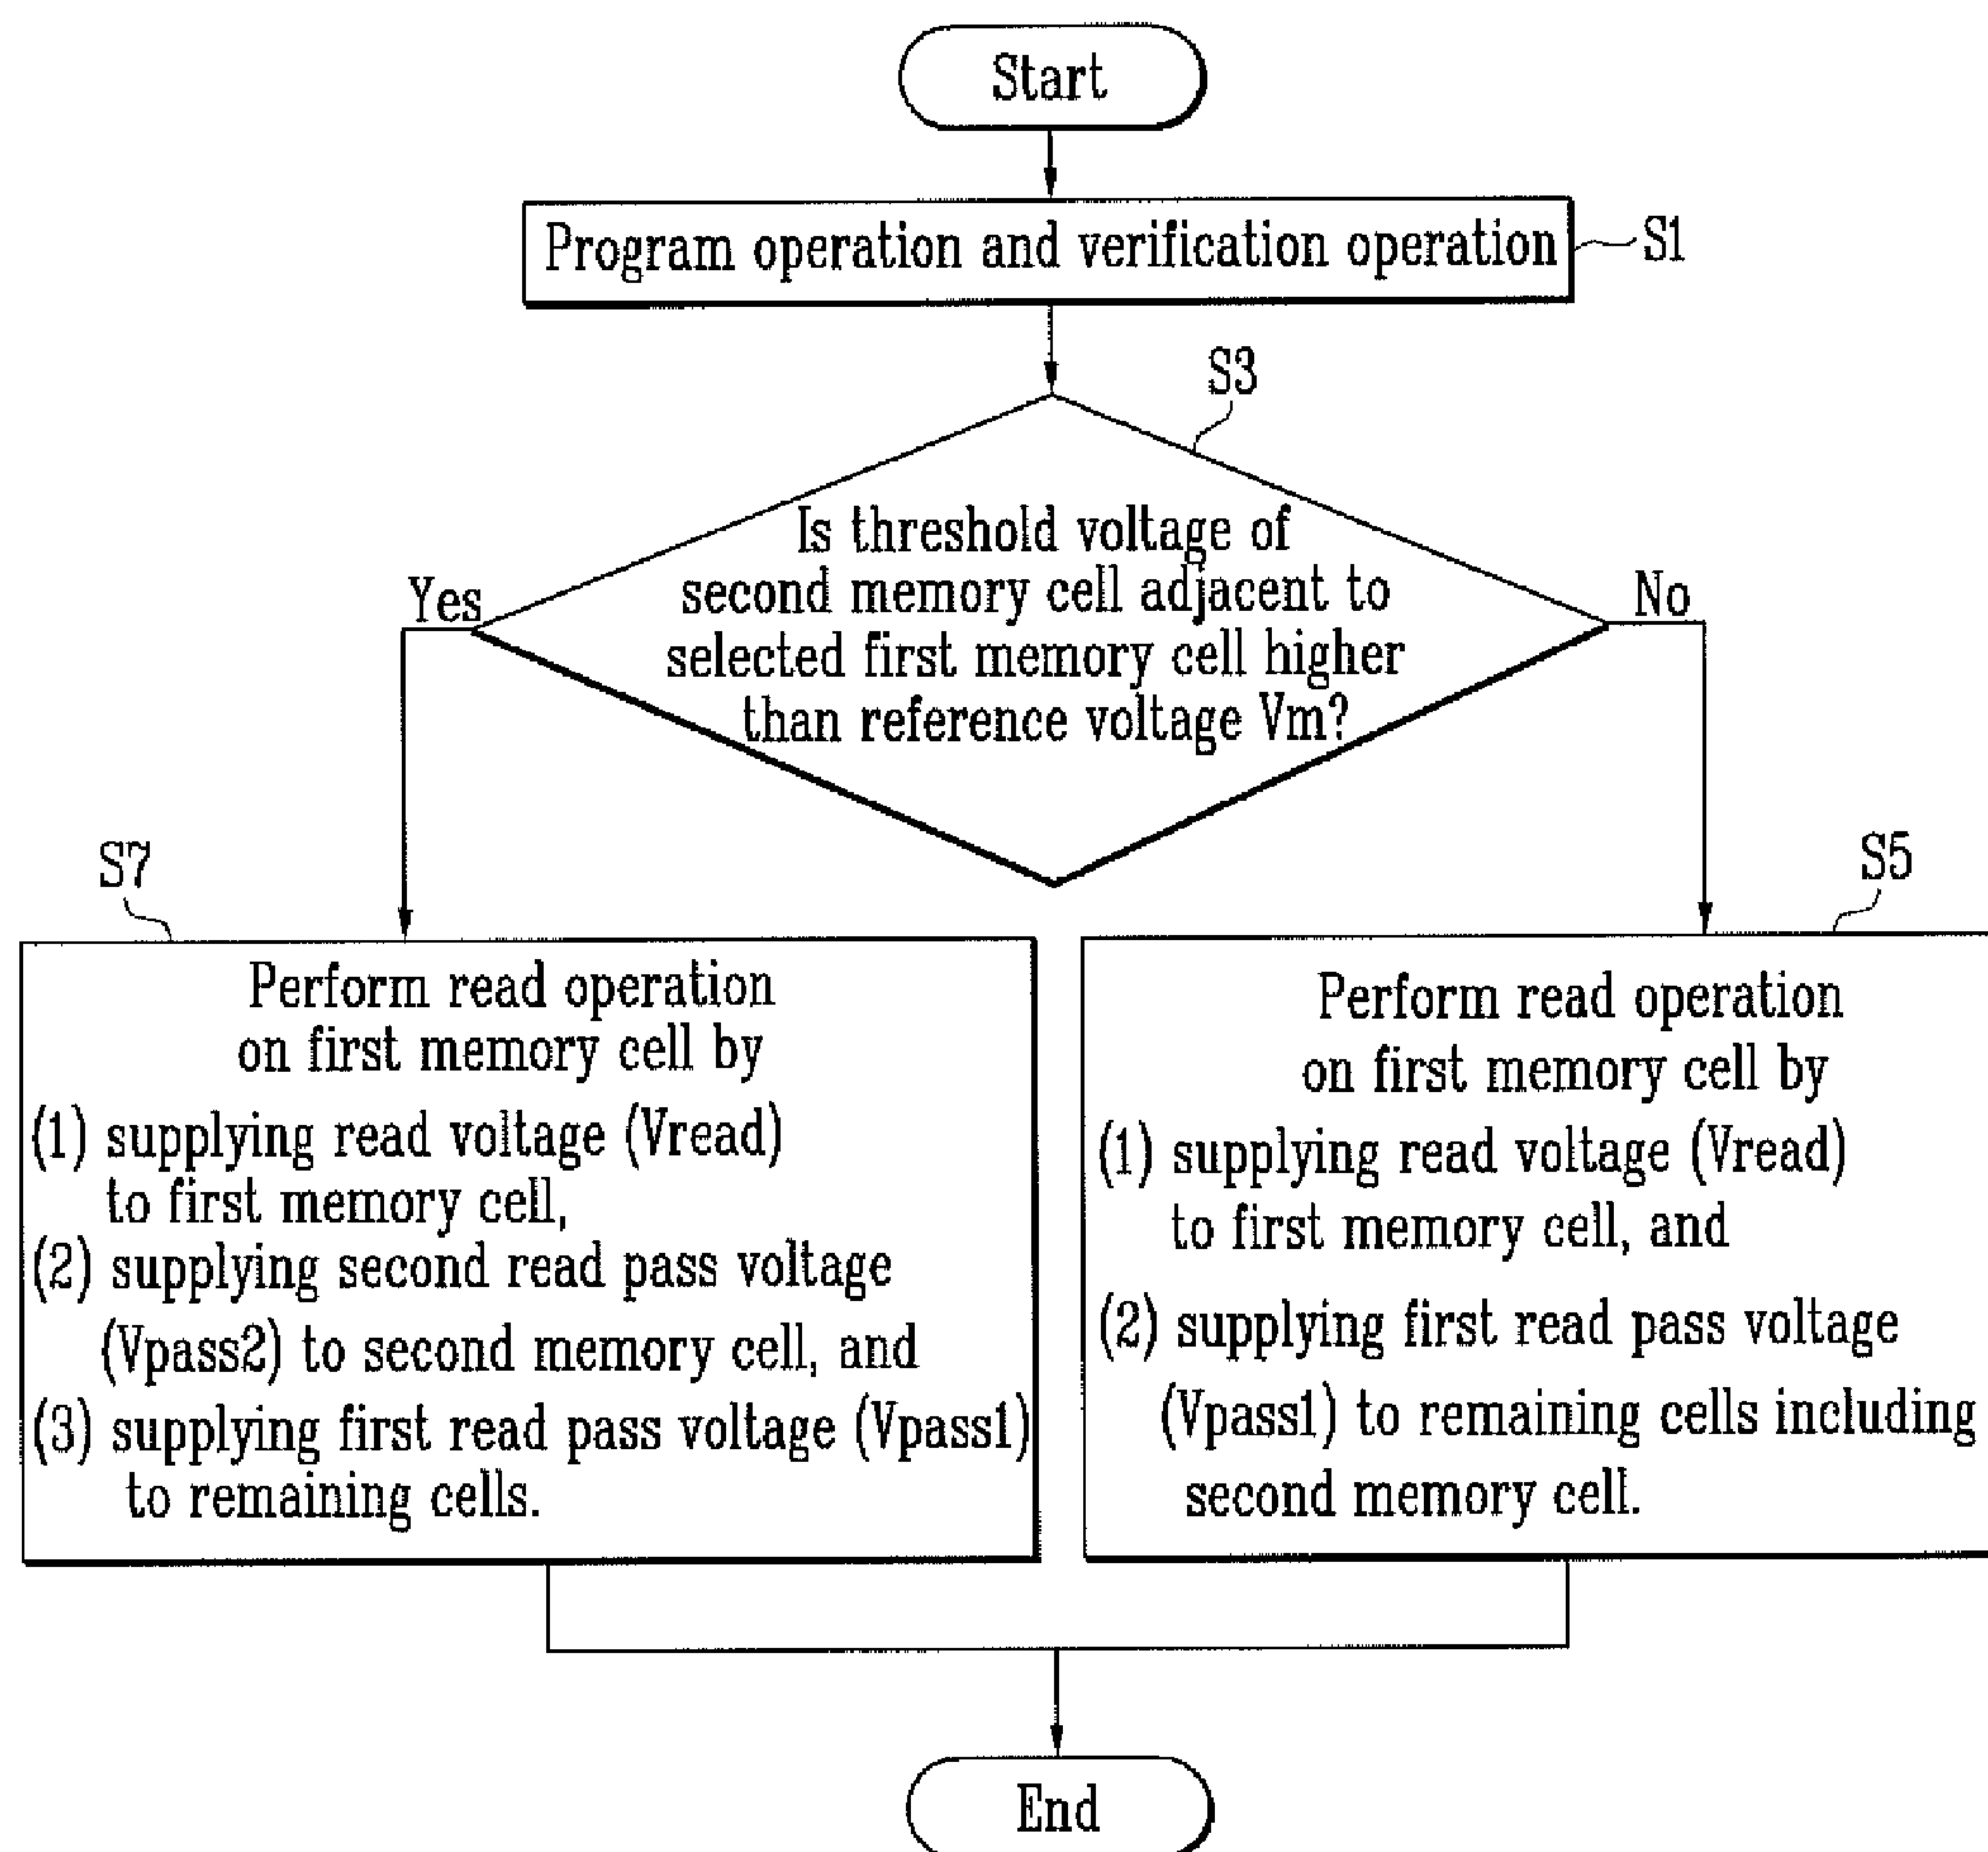 Start
Program operation and verification operation
S1
S3
Is threshold voltage of
second memory cell adjacent to
selected first memory cell higher
than reference voltage Vm?
Yes
No
S7
Perform read operation
on first memory cell by
(1) supplying read voltage (Vread)
to first memory cell,
(2) supplying second read pass voltage
(Vpass2) to second memory cell, and
(3) supplying first read pass voltage (Vpass1)
to remaining cells.
S5
Perform read operation
on first memory cell by
(1) supplying read voltage (Vread)
to first memory cell, and
(2) supplying first read pass voltage
(Vpass1) to remaining cells including
second memory cell.
End